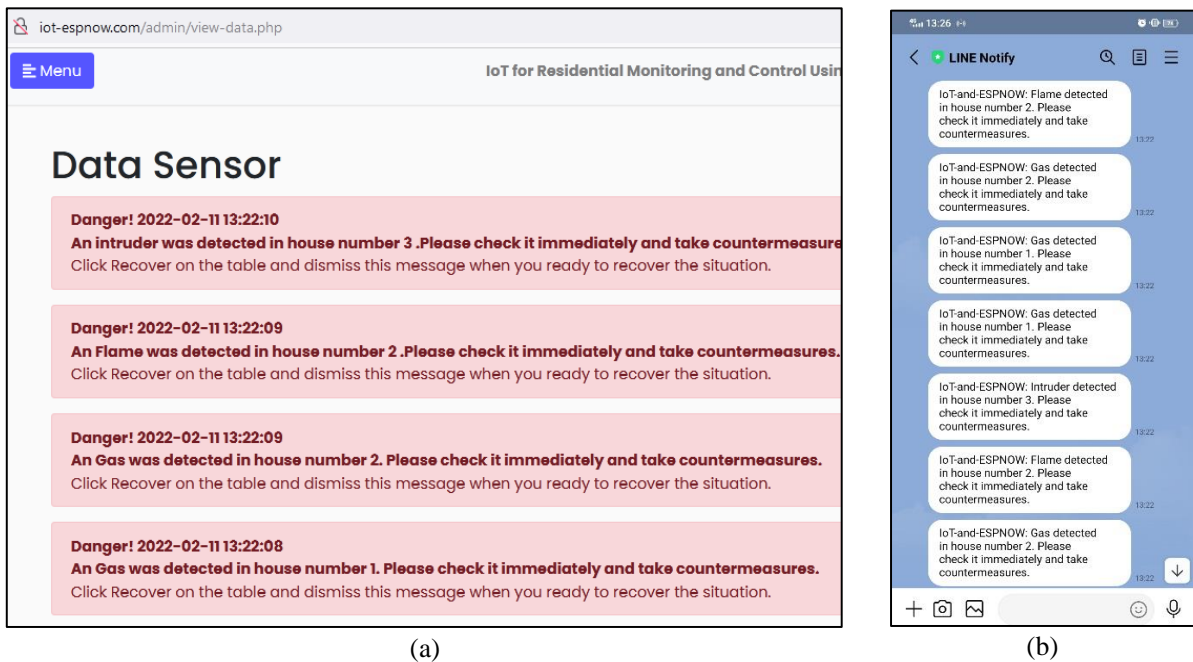 iot-espnow.com/admin/view-data.php
Menu
IoT for Residential Monitoring and Control Usin
Data Sensor
Danger! 2022-02-11 13:22:10
An intruder was detected in house number 3 .Please check it immediately and take countermeasure
Click Recover on the table and dismiss this message when you ready to recover the situation.
Danger! 2022-02-11 13:22:09
An Flame was detected in house number 2 .Please check it immediately and take countermeasures.
Click Recover on the table and dismiss this message when you ready to recover the situation.
Danger! 2022-02-11 13:22:09
An Gas was detected in house number 2. Please check it immediately and take countermeasures.
Click Recover on the table and dismiss this message when you ready to recover the situation.
Danger! 2022-02-11 13:22:08
An Gas was detected in house number 1. Please check it immediately and take countermeasures.
Click Recover on the table and dismiss this message when you ready to recover the situation.
(a)
13:26
LINE Notify
IoT-and-ESPNOW: Flame detected
in house number 2. Please
check it immediately and take
countermeasures.
13:22
IoT-and-ESPNOW: Gas detected
in house number 2. Please
check it immediately and take
countermeasures.
13:22
IoT-and-ESPNOW: Gas detected
in house number 1. Please
check it immediately and take
countermeasures.
13:22
IoT-and-ESPNOW: Gas detected
in house number 1. Please
check it immediately and take
countermeasures.
13:22
IoT-and-ESPNOW: Intruder detected
in house number 3. Please
check it immediately and take
countermeasures.
13:22
IoT-and-ESPNOW: Flame detected
in house number 2. Please
check it immediately and take
countermeasures.
13:22
IoT-and-ESPNOW: Gas detected
in house number 2. Please
check it immediately and take
countermeasures.
13:22
(b)